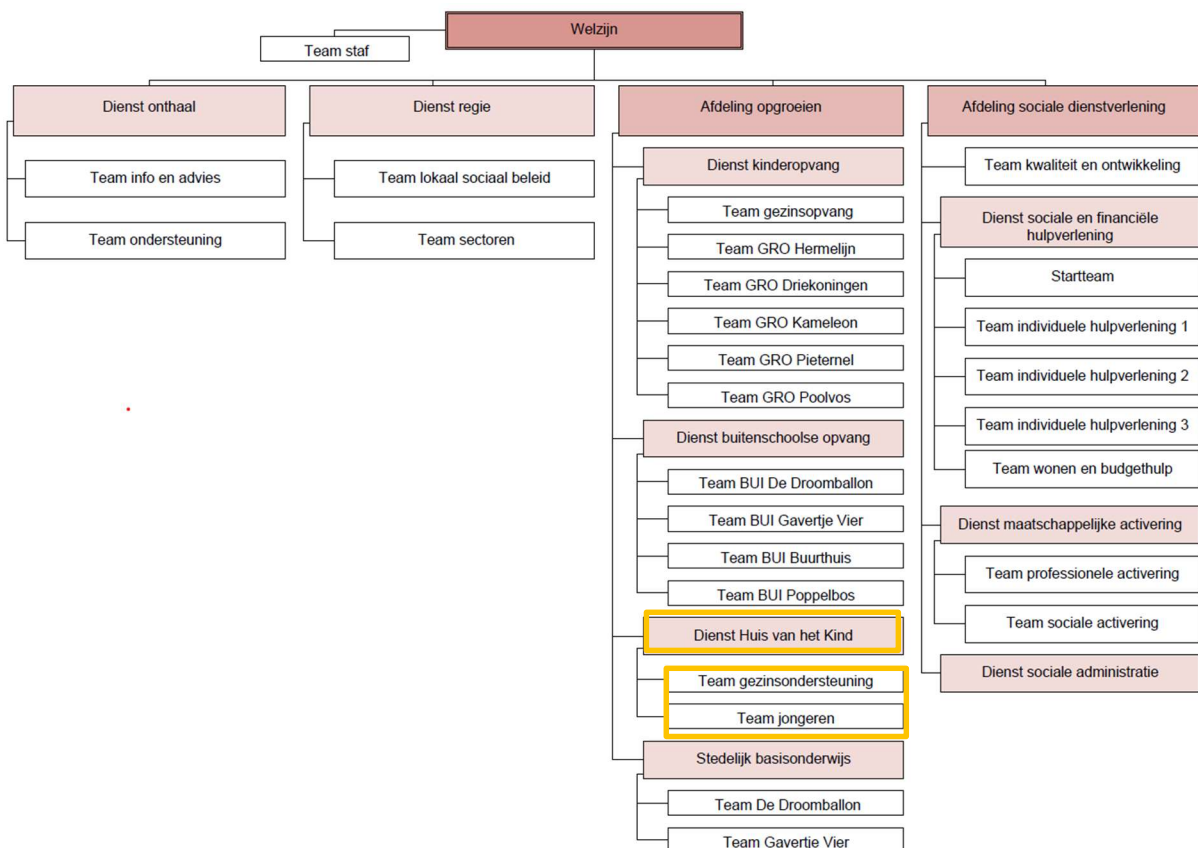 Welzijn
Team staf
Dienst onthaal
Team info en advies
Team ondersteuning
Dienst regie
Team lokaal sociaal beleid
Team sectoren
Afdeling opgroeien
Dienst kinderopvang
Team gezinsopvang
Team GRO Hermelijn
Team GRO Driekoningen
Team GRO Kameleon
Team GRO Pieternel
Team GRO Poolvos
Dienst buitenschoolse opvang
Team BUI De Droomballon
Team BUI Gavertje Vier
Team BUI Buurthuis
Team BUI Poppelbos
Dienst Huis van het Kind
Team gezinsondersteuning
Team jongeren
Stedelijk basisonderwijs
Team De Droomballon
Team Gavertje Vier
Afdeling sociale dienstverlening
Team kwaliteit en ontwikkeling
Dienst sociale en financiële
hulpverlening
Startteam
Team individuele hulpverlening 1
Team individuele hulpverlening 2
Team individuele hulpverlening 3
Team wonen en budgethulp
Dienst maatschappelijke activering
Team professionele activering
Team sociale activering
Dienst sociale administratie